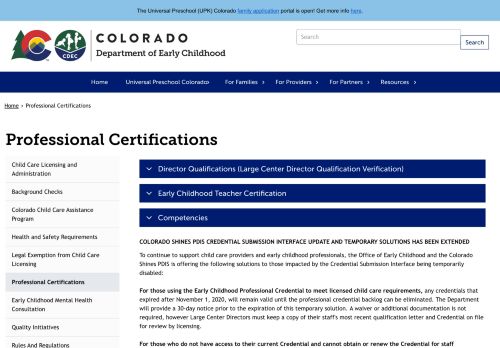 The Universal Preschool (UPK) Colorado family application portal is open! Get more info here.
COLORADO
Department of Early Childhood
CDEC
Search
Search
Home
Universal Preschool Colorado
For Families
For Providers
For Partners
Resources
Home › Professional Certifications
Professional Certifications
Child Care Licensing and
Administration
Background Checks
Colorado Child Care Assistance
Program
Health and Safety Requirements
Legal Exemption from Child Care
Licensing
Professional Certifications
Early Childhood Mental Health
Consultation
Quality Initiatives
Rules and Regulations
Director Qualifications (Large Center Director Qualification Verification)
Early Childhood Teacher Certification
Competencies
COLORADO SHINES PDIS CREDENTIAL SUBMISSION INTERFACE UPDATE AND TEMPORARY SOLUTIONS HAS BEEN EXTENDED
To continue to support child care providers and early childhood professionals, the Office of Early Childhood and the Colorado
Shines PDIS is offering the following solutions to those impacted by the Credential Submission Interface being temporarily
disabled:
For those using the Early Childhood Professional Credential to meet licensed child care requirements, any credentials that
expired after November 1, 2020, will remain valid until the professional credential backlog can be eliminated. The Department
will provide a 30-day notice prior to the expiration of this temporary solution. A waiver or additional documentation is not
required, however Large Center Directors must keep a copy of their staff's most recent qualification letter and Credential on file
for review by licensing.
For those who do not have access to their current Credential and cannot obtain or renew the Credential for staff